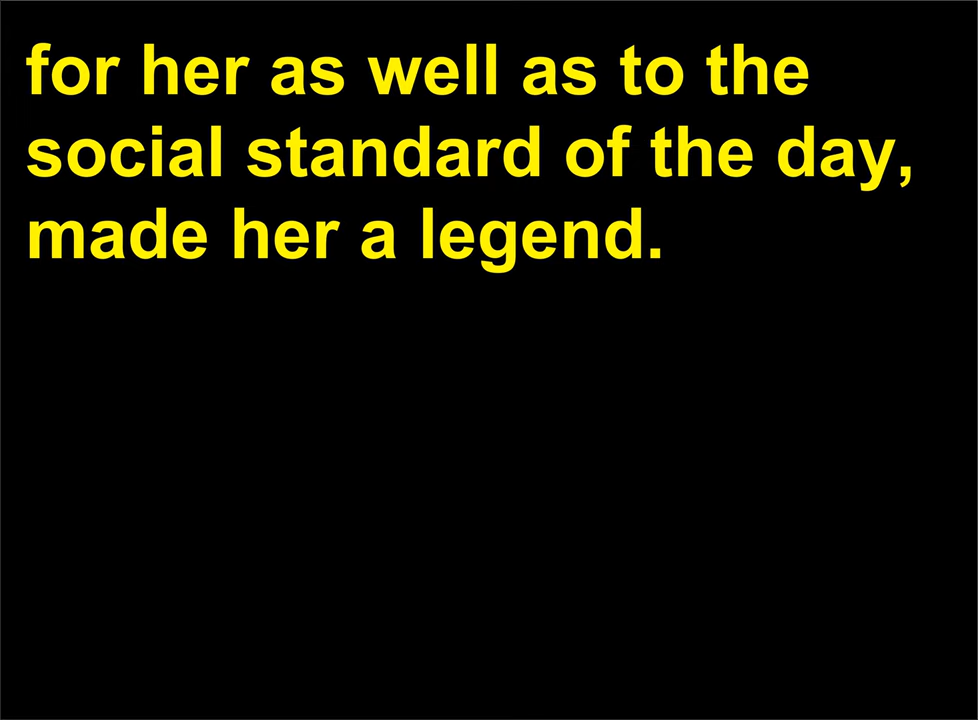 for her as well as to the
social standard of the day,
made her a legend.